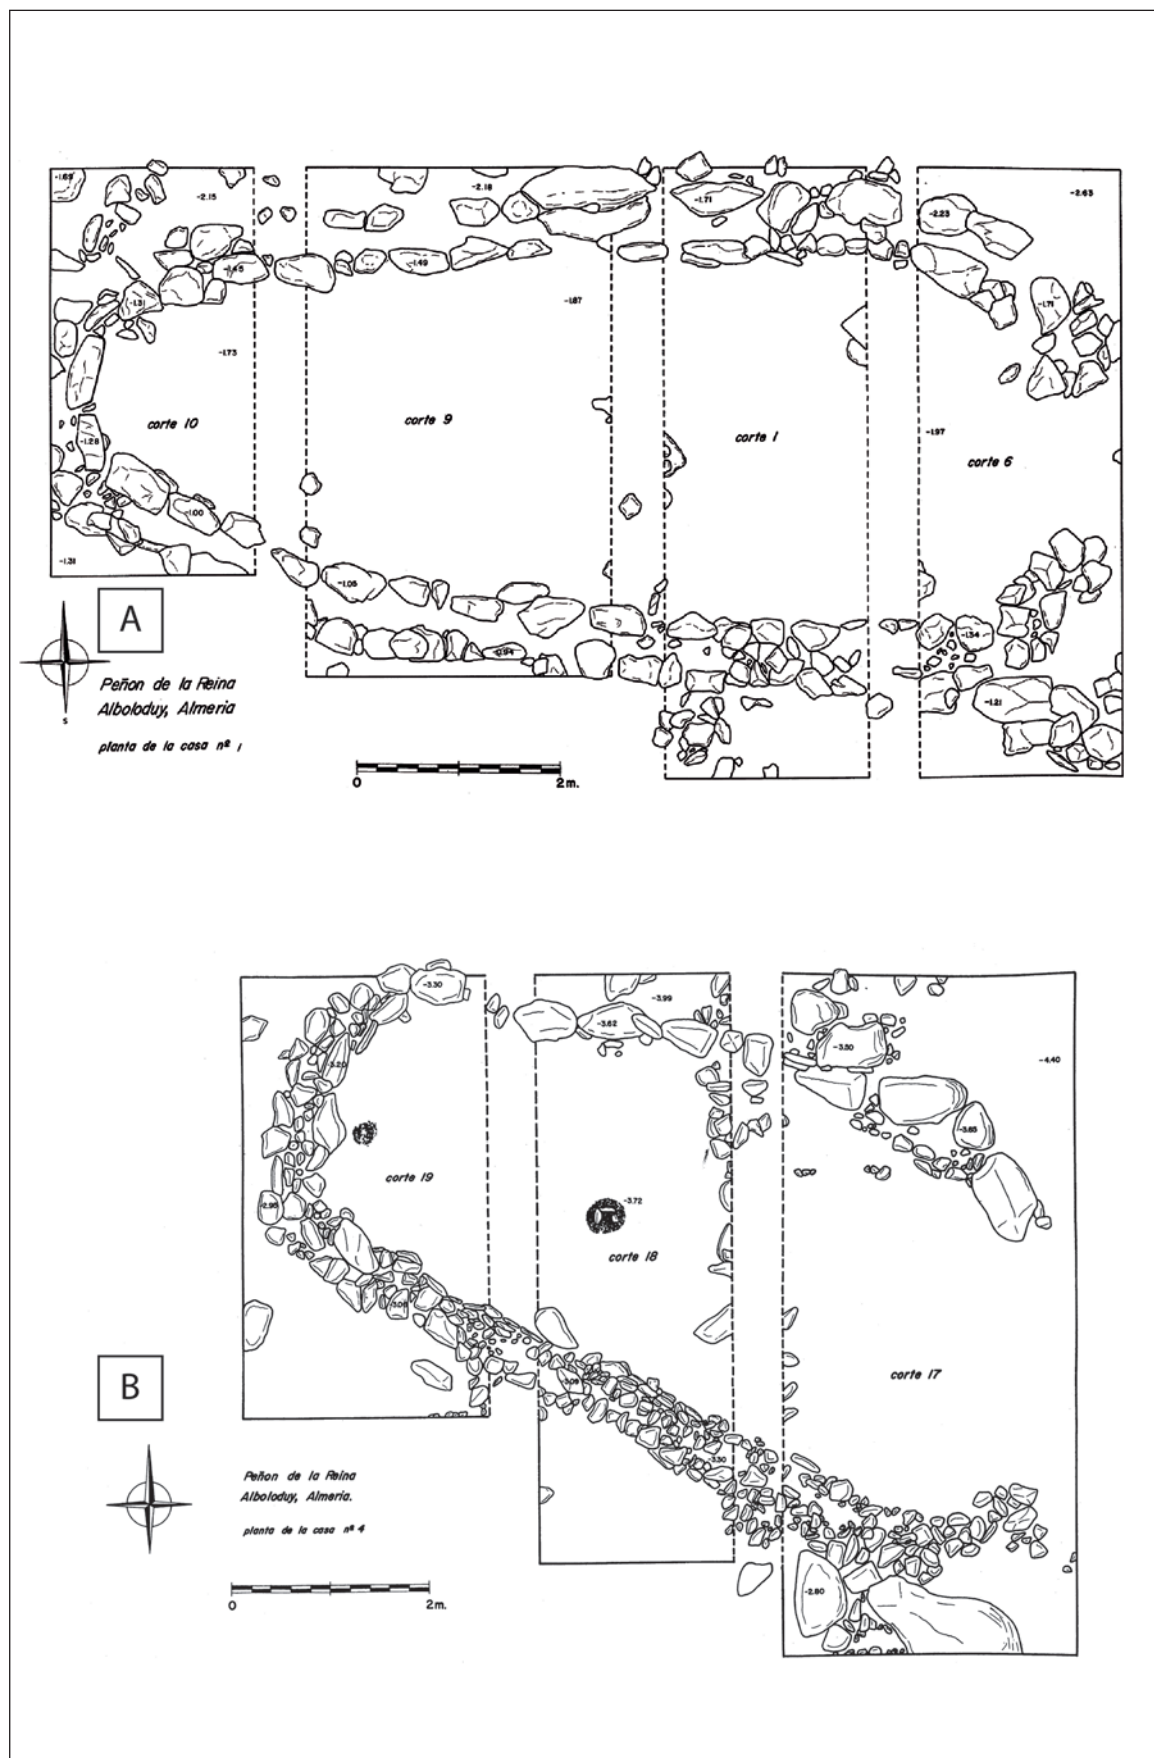 -1.69
-2.15
-2.18
-1.71
-2.23
-2.63
-1.45
-1.49
-1.31
-1.87
-1.71
-1.73
corte 10
corte 9
corte 1
-1.97
corte 6
-1.28
-1.00
-1.31
-1.05
-0.94
-1.34
-1.21
A
S
Peñon de la Reina
Alboloduy, Almeria
planta de la casa nº 1
0
2m.
-3.30
-3.99
-3.62
-3.50
-4.40
-3.20
-3.65
corte 19
-2.95
-3.72
corte 18
-3.08
-3.09
corte 17
-3.30
-2.80
B
Peñon de la Reina
Alboloduy, Almeria.
planta de la casa nº 4
0
2m.